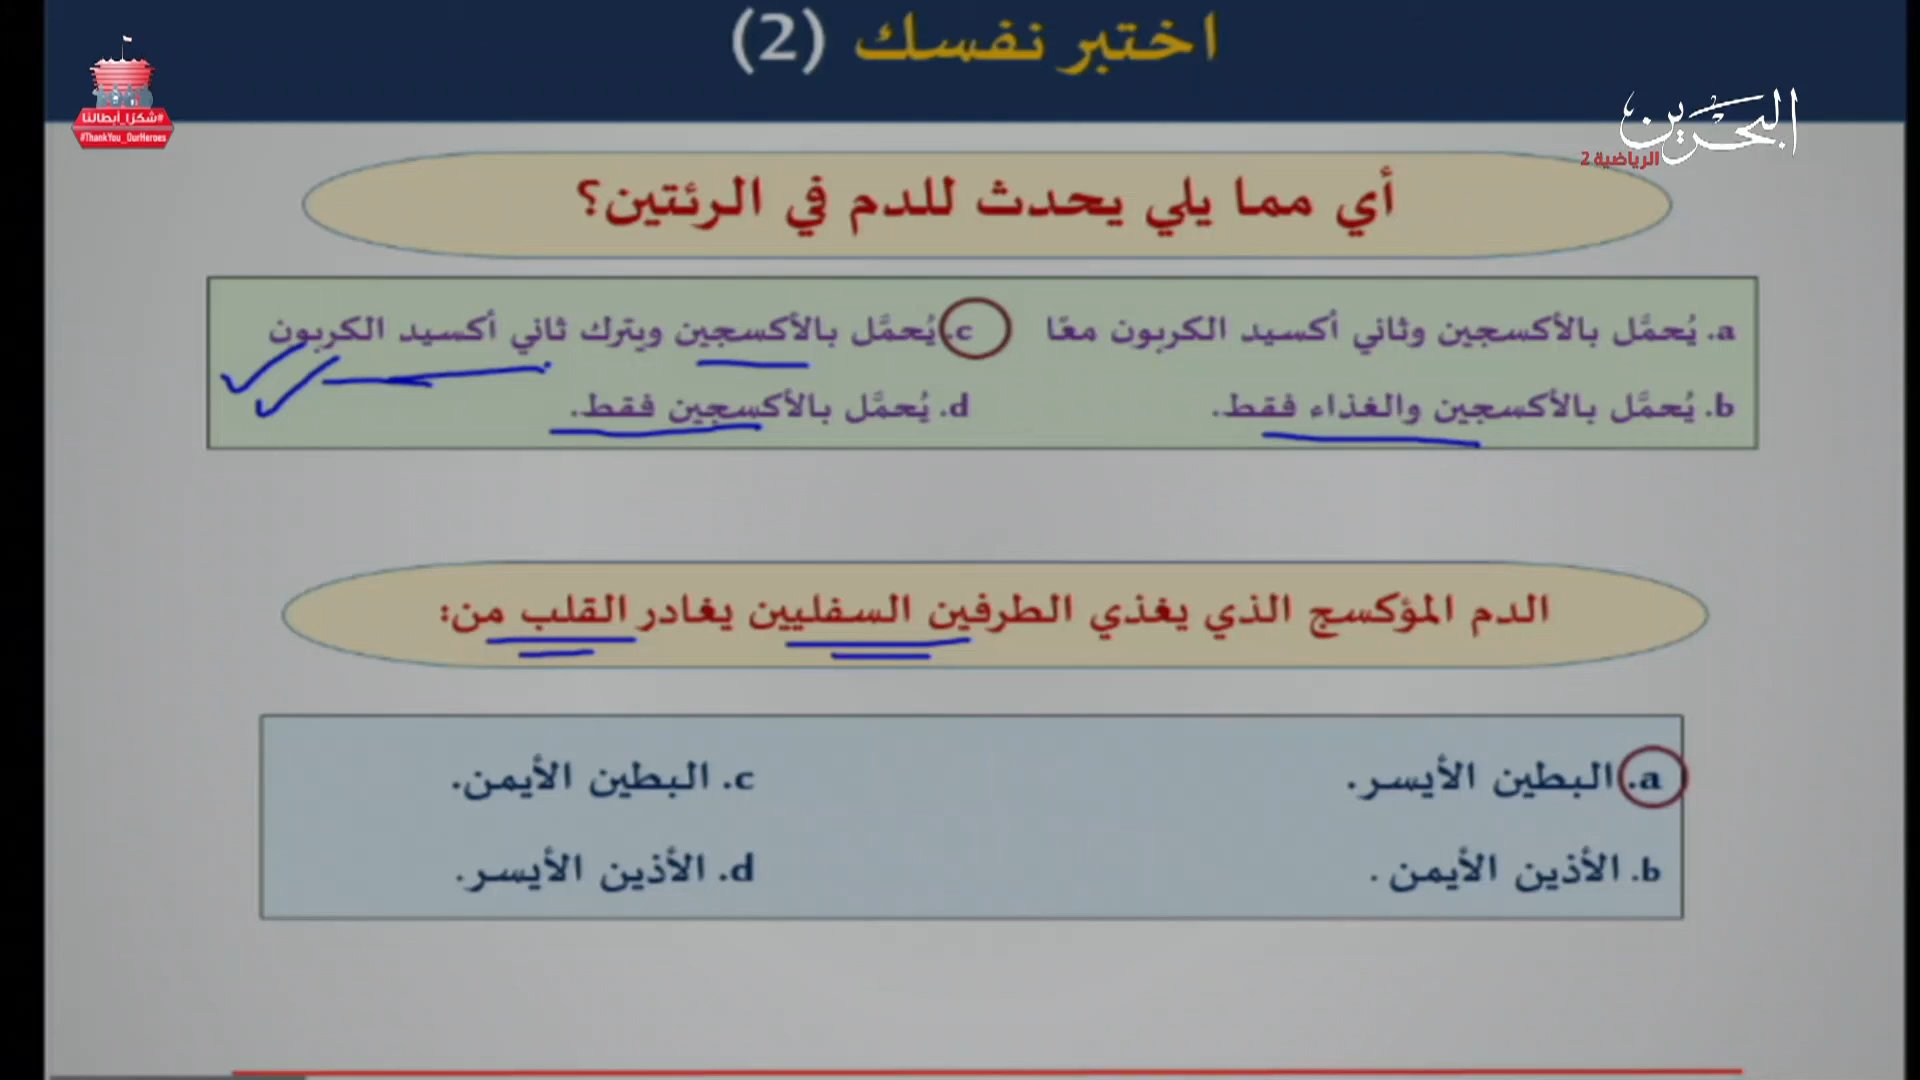 اختبر نفسك (2)
#شكرا_أبطالنا
#ThankYou_OurHeroes
البحرين
الرياضية 2
أي مما يلي يحدث للدم في الرئتين؟
a. يُحمَّل بالأكسجين وثاني أكسيد الكربون معًا
c. يُحمَّل بالأكسجين ويترك ثاني أكسيد الكربون
b. يُحمَّل بالأكسجين والغذاء فقط.
d. يُحمَّل بالأكسجين فقط.
الدم المؤكسج الذي يغذي الطرفين السفليين يغادر القلب من:
a. البطين الأيسر.
c. البطين الأيمن.
b. الأذين الأيمن .
d. الأذين الأيسر.